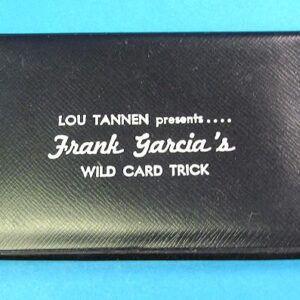 LOU TANNEN presents....
Frank Garcia's
WILD CARD TRICK